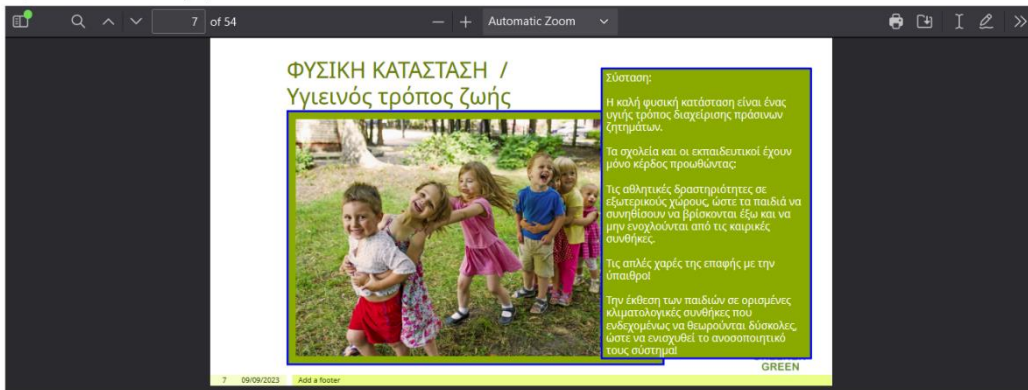 7 of 54
Automatic Zoom
ΦΥΣΙΚΗ ΚΑΤΑΣΤΑΣΗ /
Υγιεινός τρόπος ζωής
Σύσταση:
Η καλή φυσική κατάσταση είναι ένας
υγιής τρόπος διαχείρισης πράσινων
ζητημάτων.
Τα σχολεία και οι εκπαιδευτικοί έχουν
μόνο κέρδος προωθώντας:
Τις αθλητικές δραστηριότητες σε
εξωτερικούς χώρους, ώστε τα παιδιά να
συνηθίσουν να βρίσκονται έξω και να
μην ενοχλούνται από τις καιρικές
συνθήκες.
Τις απλές χαρές της επαφής με την
ύπαιθρο!
Την έκθεση των παιδιών σε ορισμένες
κλιματολογικές συνθήκες που
ενδεχομένως να θεωρούνται δύσκολες,
ώστε να ενισχυθεί το ανοσοποιητικό
τους σύστημα!
GREEN
7 09/09/2023 Add a footer